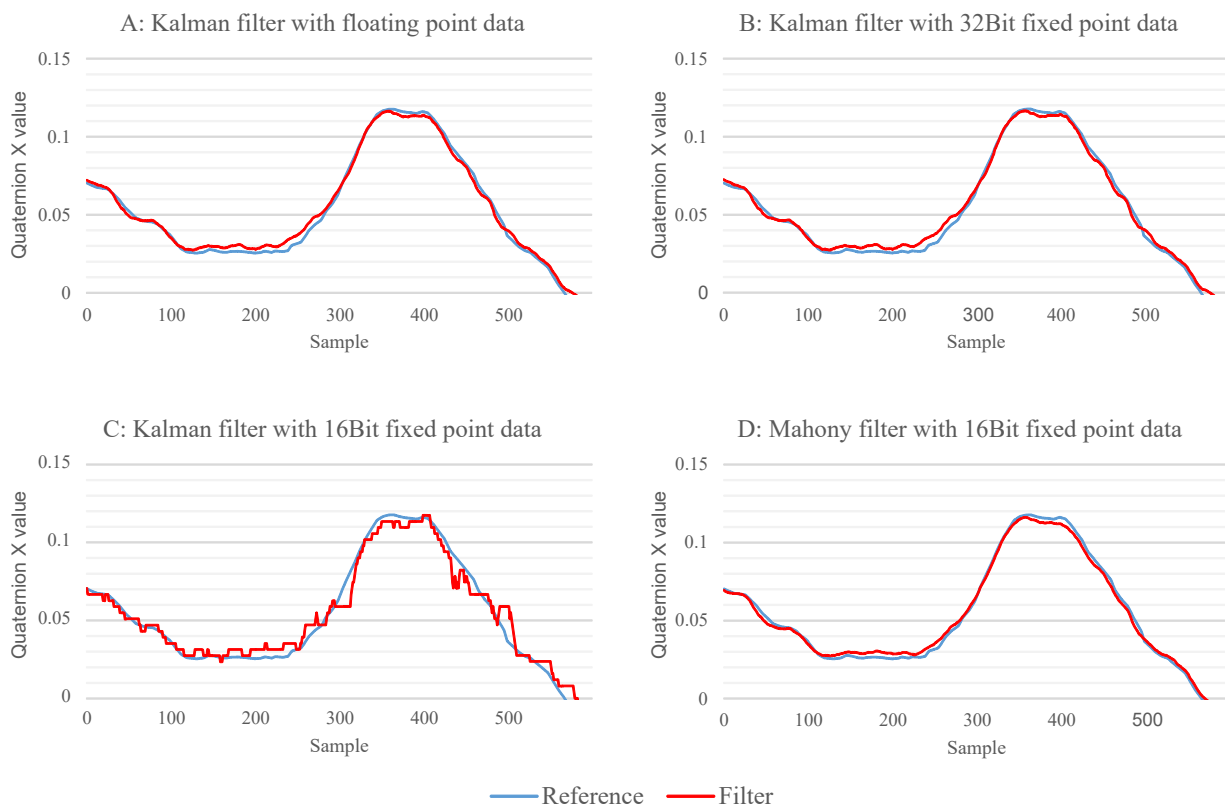 A: Kalman filter with floating point data
Quaternion X value
0.15
0.1
0.05
0
0 100 200 300 400 500
Sample
B: Kalman filter with 32Bit fixed point data
Quaternion X value
0.15
0.1
0.05
0
0 100 200 300 400 500
Sample
C: Kalman filter with 16Bit fixed point data
Quaternion X value
0.15
0.1
0.05
0
0 100 200 300 400 500
Sample
D: Mahony filter with 16Bit fixed point data
Quaternion X value
0.15
0.1
0.05
0
0 100 200 300 400 500
Sample
Reference Filter